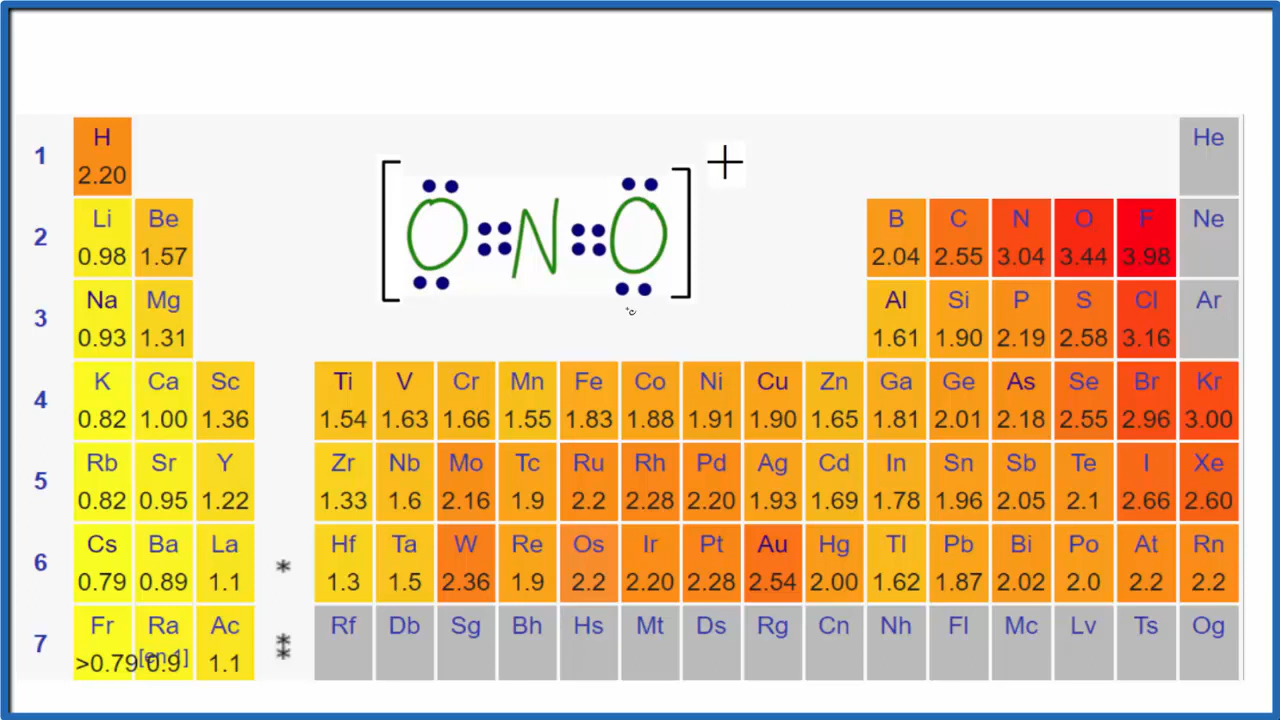 [ O :: N :: O ] +
1 H He
2.20
2 Li Be B C N O F Ne
0.98 1.57 2.04 2.55 3.04 3.44 3.98
3 Na Mg Al Si P S Cl Ar
0.93 1.31 1.61 1.90 2.19 2.58 3.16
4 K Ca Sc Ti V Cr Mn Fe Co Ni Cu Zn Ga Ge As Se Br Kr
0.82 1.00 1.36 1.54 1.63 1.66 1.55 1.83 1.88 1.91 1.90 1.65 1.81 2.01 2.18 2.55 2.96 3.00
5 Rb Sr Y Zr Nb Mo Tc Ru Rh Pd Ag Cd In Sn Sb Te I Xe
0.82 0.95 1.22 1.33 1.6 2.16 1.9 2.2 2.28 2.20 1.93 1.69 1.78 1.96 2.05 2.1 2.66 2.60
6 Cs Ba La * Hf Ta W Re Os Ir Pt Au Hg Tl Pb Bi Po At Rn
0.79 0.89 1.1 1.3 1.5 2.36 1.9 2.2 2.20 2.28 2.54 2.00 1.62 1.87 2.02 2.0 2.2 2.2
7 Fr Ra Ac ** Rf Db Sg Bh Hs Mt Ds Rg Cn Nh Fl Mc Lv Ts Og
>0.79 [en 1] 0.9 1.1